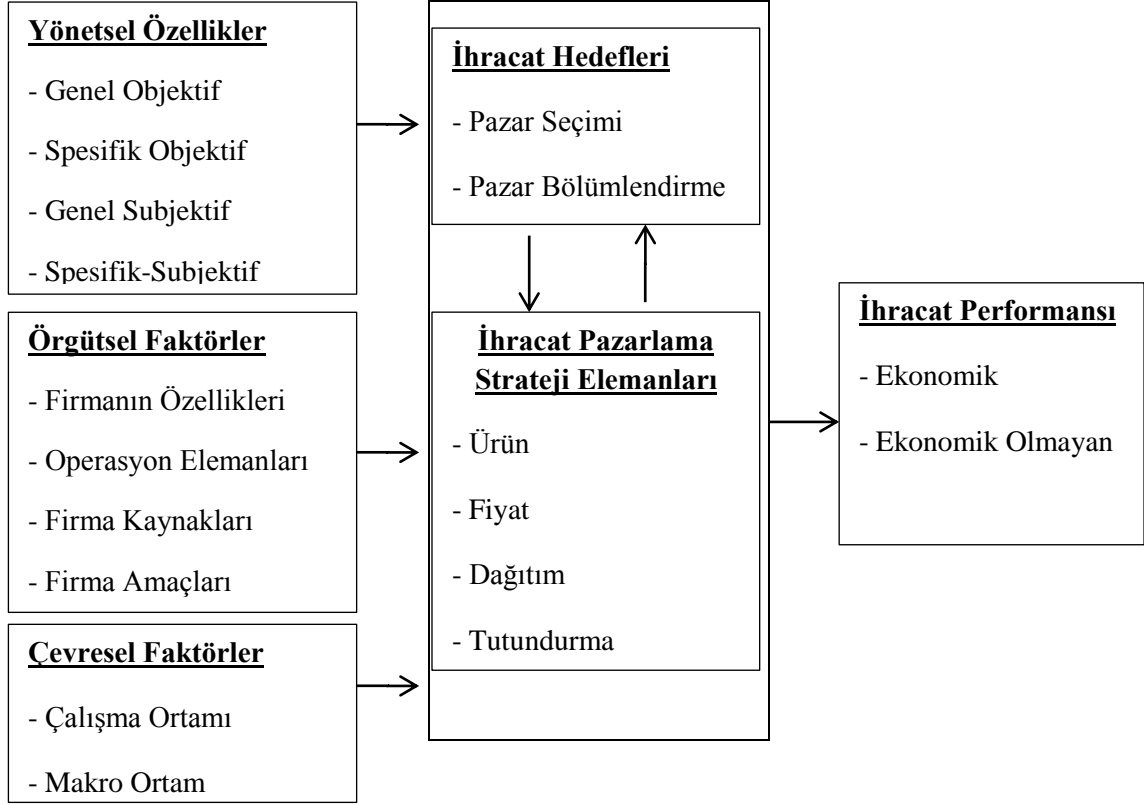 Yönetsel Özellikler
- Genel Objektif
- Spesifik Objektif
- Genel Subjektif
- Spesifik-Subjektif
Örgütsel Faktörler
- Firmanın Özellikleri
- Operasyon Elemanları
- Firma Kaynakları
- Firma Amaçları
Çevresel Faktörler
- Çalışma Ortamı
- Makro Ortam
İhracat Hedefleri
- Pazar Seçimi
- Pazar Bölümlendirme
İhracat Pazarlama
Strateji Elemanları
- Ürün
- Fiyat
- Dağıtım
- Tutundurma
İhracat Performansı
- Ekonomik
- Ekonomik Olmayan